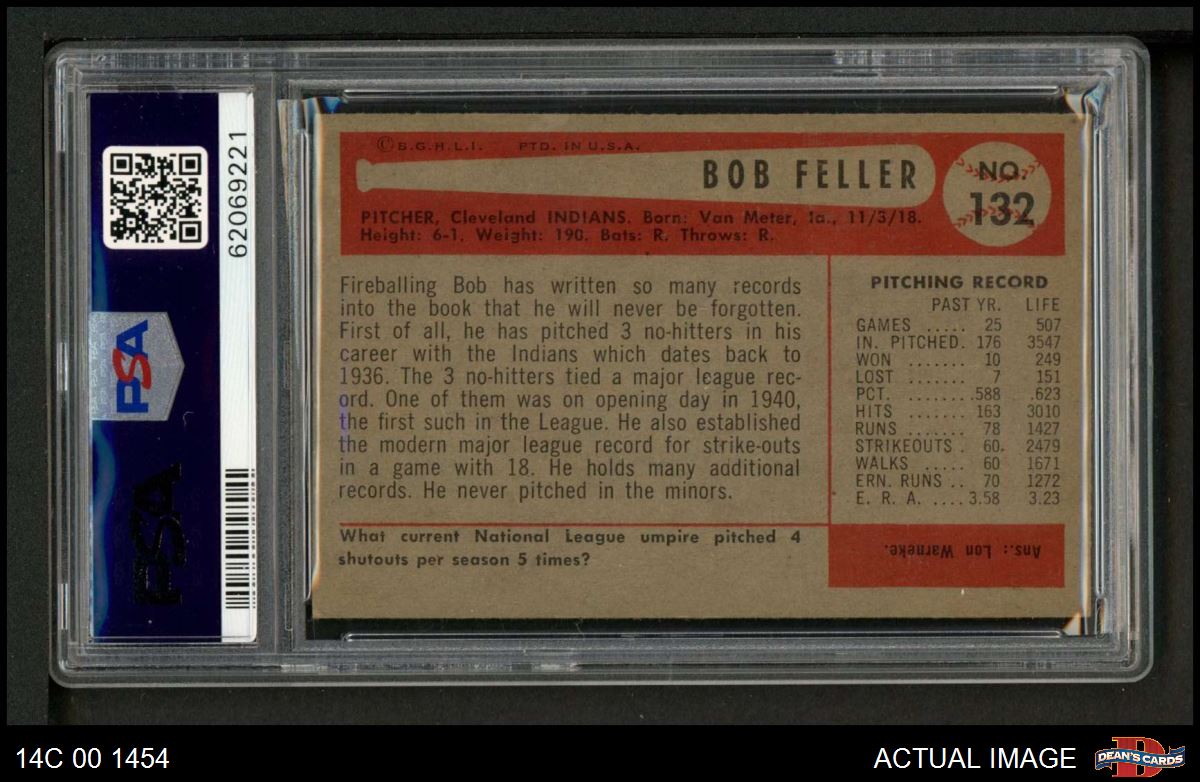 62069221
PSA
PSA
© B.G.H.L.I. PTD. IN U.S.A.
BOB FELLER
NO. 132
PITCHER, Cleveland INDIANS. Born: Van Meter, Ia., 11/3/18.
Height: 6-1. Weight: 190. Bats: R. Throws: R.
Fireballing Bob has written so many records
into the book that he will never be forgotten.
First of all, he has pitched 3 no-hitters in his
career with the Indians which dates back to
1936. The 3 no-hitters tied a major league rec-
ord. One of them was on opening day in 1940,
the first such in the League. He also established
the modern major league record for strike-outs
in a game with 18. He holds many additional
records. He never pitched in the minors.
What current National League umpire pitched 4
shutouts per season 5 times?
PITCHING RECORD
PAST YR. LIFE
GAMES ..... 25 507
IN. PITCHED. 176 3547
WON ....... 10 249
LOST ....... 7 151
PCT. ........588 .623
HITS ....... 163 3010
RUNS ....... 78 1427
STRIKEOUTS . 60. 2479
WALKS ..... 60 1671
ERN. RUNS .. 70 1272
E. R. A. ..... 3.58 3.23
Ans.: Lon Warneke.
14C 00 1454
ACTUAL IMAGE
DEAN'S CARDS